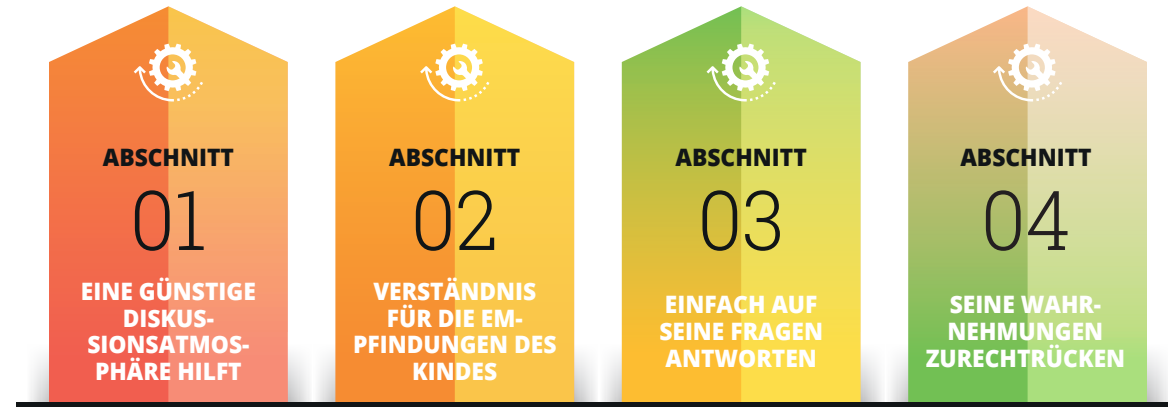 ABSCHNITT
01
EINE GÜNSTIGE
DISKUS-
SIONSATMOS-
PHÄRE HILFT
ABSCHNITT
02
VERSTÄNDNIS
FÜR DIE EM-
PFINDUNGEN DES
KINDES
ABSCHNITT
03
EINFACH AUF
SEINE FRAGEN
ANTWORTEN
ABSCHNITT
04
SEINE WAHR-
NEHMUNGEN
ZURECHTRÜCKEN